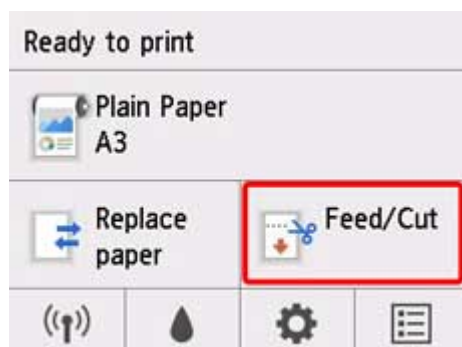 Ready to print
Plain Paper
A3
Replace
paper
Feed/Cut